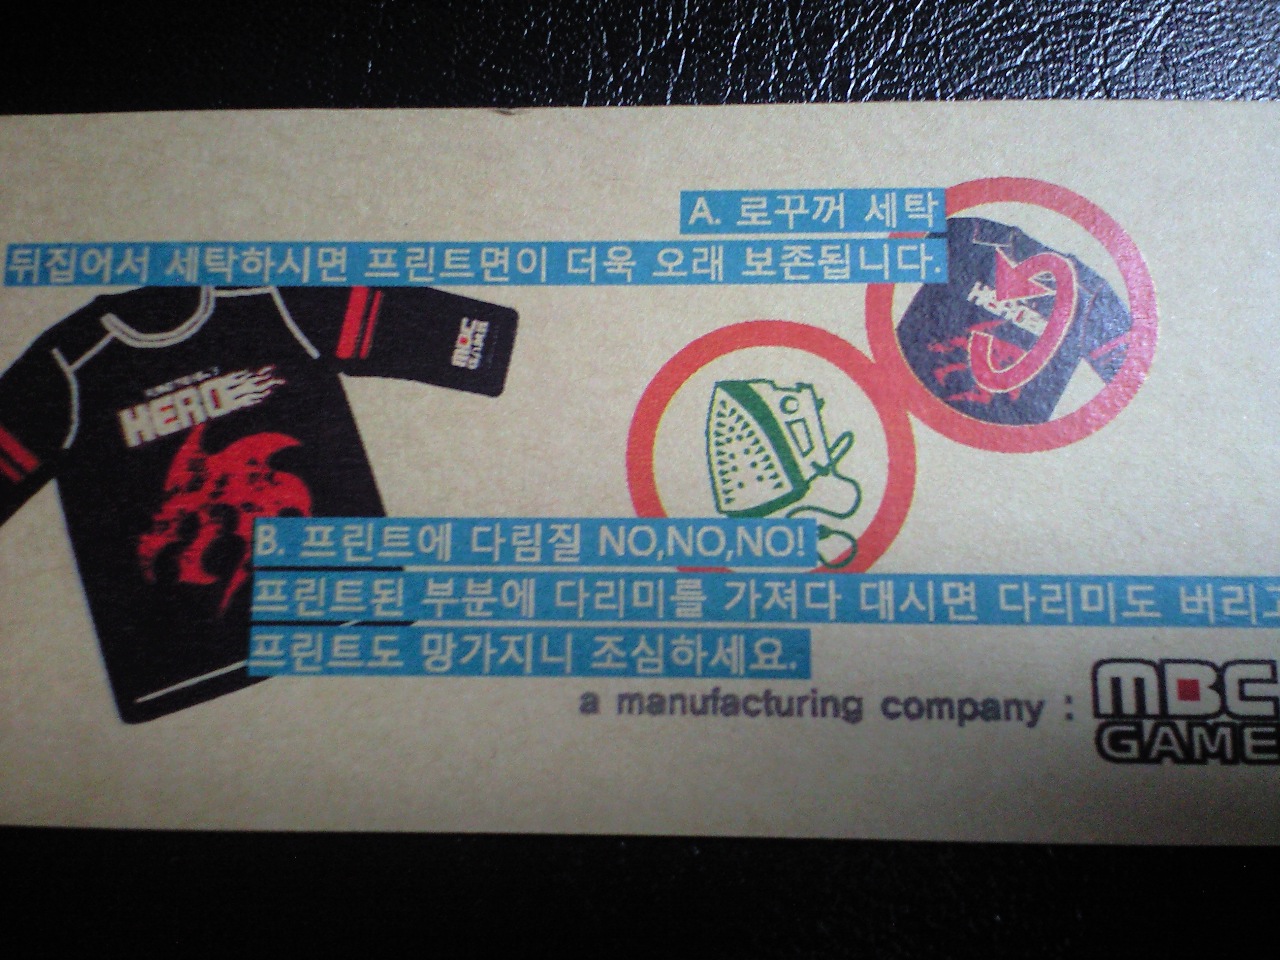 A. 로꾸꺼 세탁
뒤집어서 세탁하시면 프린트면이 더욱 오래 보존됩니다.
HEROES
MBC
GAME
HEROES
B. 프린트에 다림질 NO,NO,NO!
프린트된 부분에 다리미를 가져다 대시면 다리미도 버리고
프린트도 망가지니 조심하세요.
a manufacturing company :
MBC
GAME